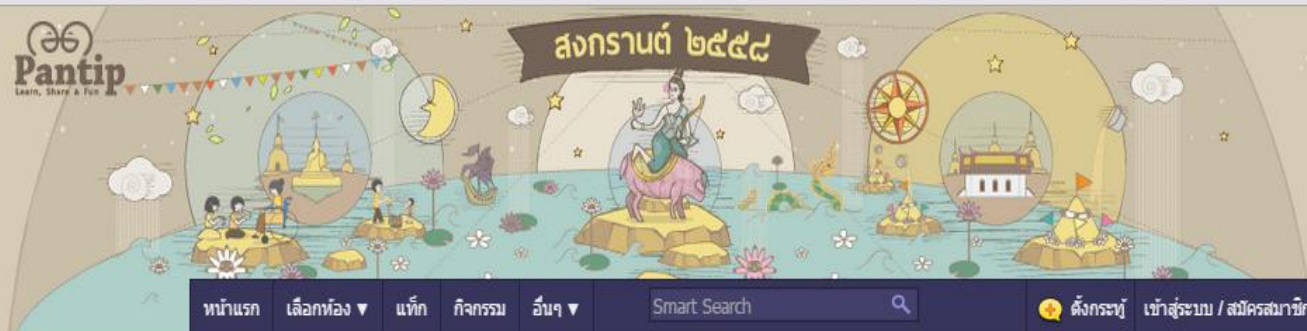 Pantip
Learn, Share & Fun
สงกรานต์ ๒๕๕๘
หน้าแรก เลือกห้อง ▼ แท็ก กิจกรรม อื่นๆ ▼ Smart Search ตั้งกระทู้ เข้าสู่ระบบ / สมัครสมาชิก